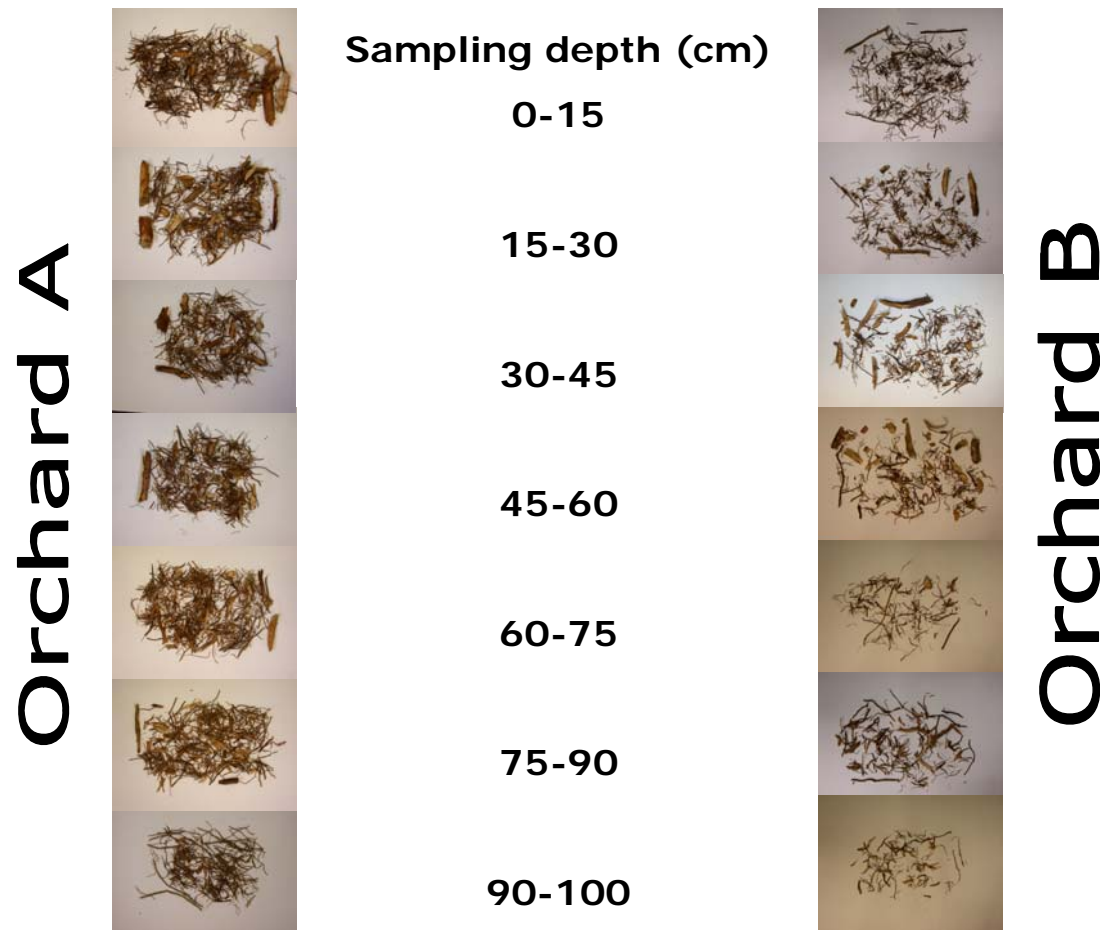 Orchard A
Sampling depth (cm)
0-15
15-30
30-45
45-60
60-75
75-90
90-100
Orchard B